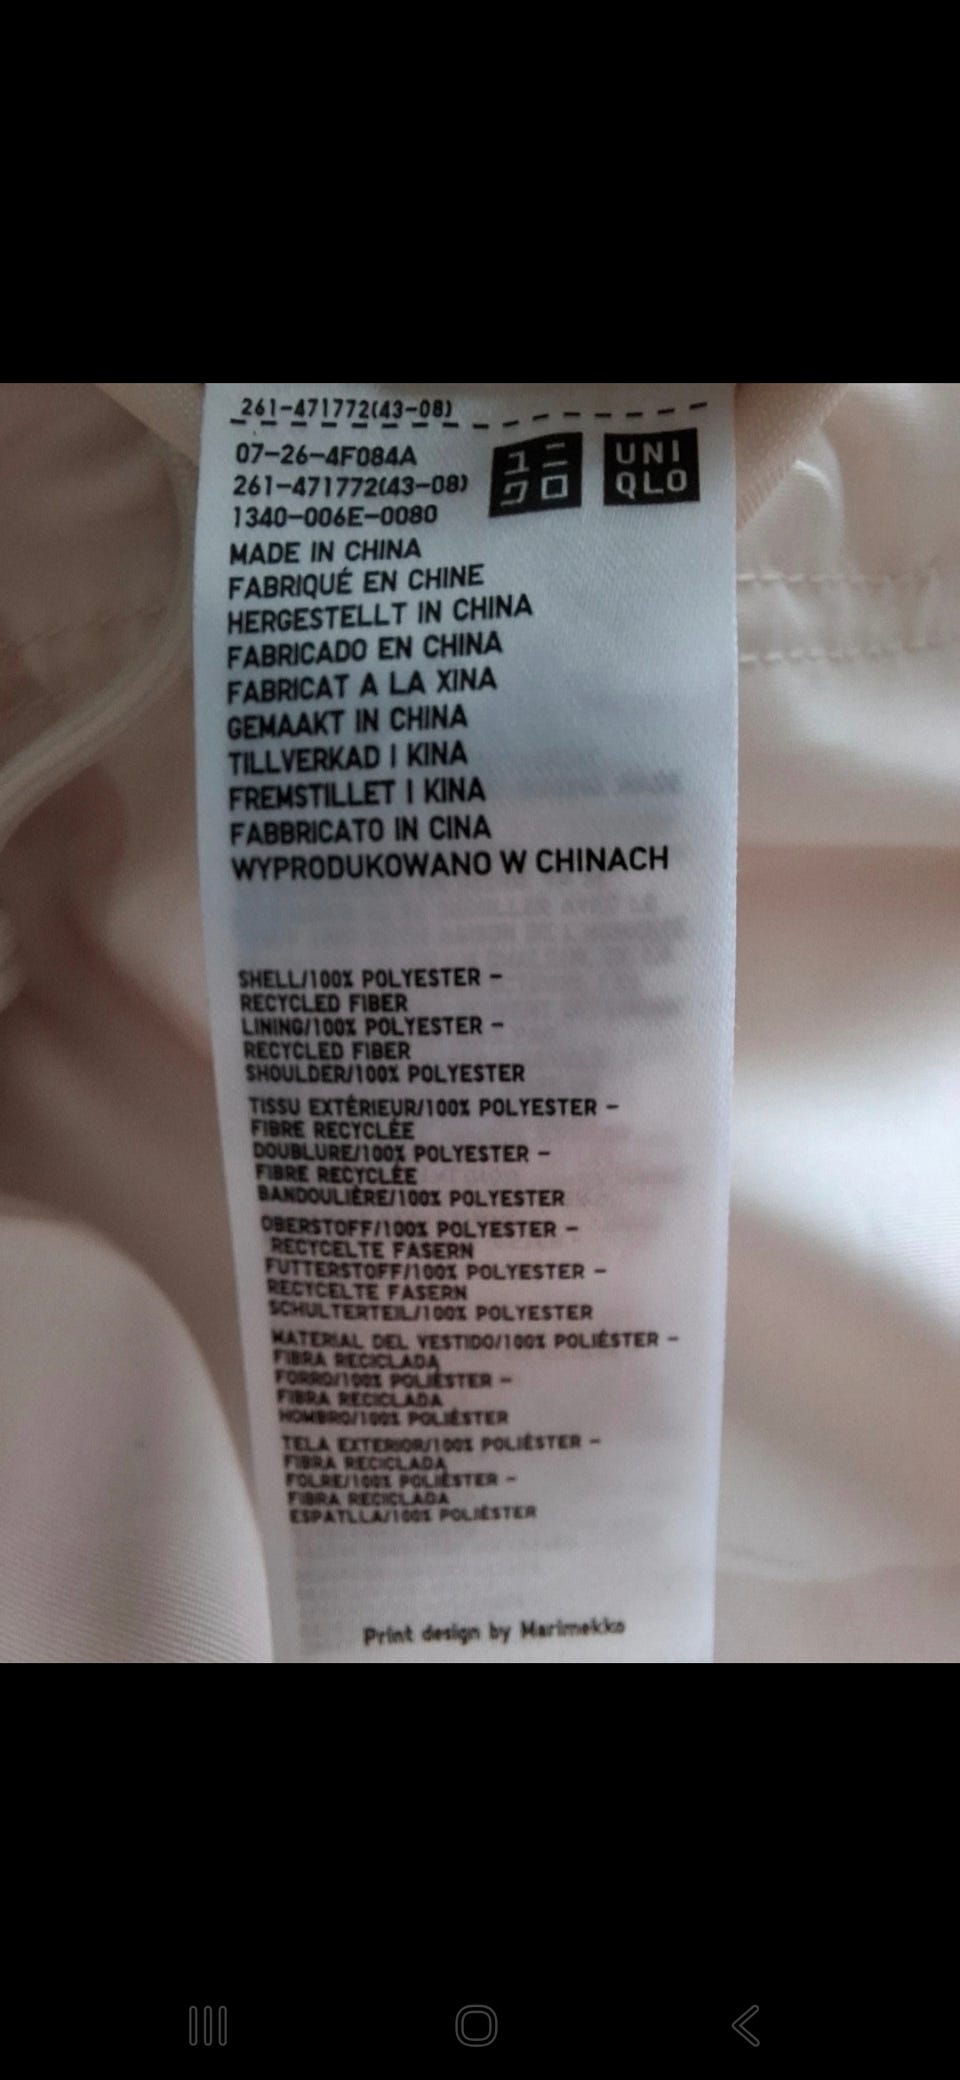 261-471772(43-08)
07-26-4F084A
261-471772(43-08)
1340-006E-0080
ユニ
クロ
UNI
QLO
MADE IN CHINA
FABRIQUÉ EN CHINE
HERGESTELLT IN CHINA
FABRICADO EN CHINA
FABRICAT A LA XINA
GEMAAKT IN CHINA
TILLVERKAD I KINA
FREMSTILLET I KINA
FABBRICATO IN CINA
WYPRODUKOWANO W CHINACH
SHELL/100% POLYESTER -
RECYCLED FIBER
LINING/100% POLYESTER -
RECYCLED FIBER
SHOULDER/100% POLYESTER
TISSU EXTÉRIEUR/100% POLYESTER -
FIBRE RECYCLÉE
DOUBLURE/100% POLYESTER -
FIBRE RECYCLÉE
BANDOULIÈRE/100% POLYESTER
OBERSTOFF/100% POLYESTER -
RECYCELTE FASERN
FUTTERSTOFF/100% POLYESTER -
RECYCELTE FASERN
SCHULTERTEIL/100% POLYESTER
MATERIAL DEL VESTIDO/100% POLIÉSTER -
FIBRA RECICLADA
FORRO/100% POLIÉSTER -
FIBRA RECICLADA
HOMBRO/100% POLIÉSTER
TELA EXTERIOR/100% POLIÉSTER -
FIBRA RECICLADA
FOLRE/100% POLIÈSTER -
FIBRA RECICLADA
ESPATLLA/100% POLIÈSTER
Print design by Marimekko